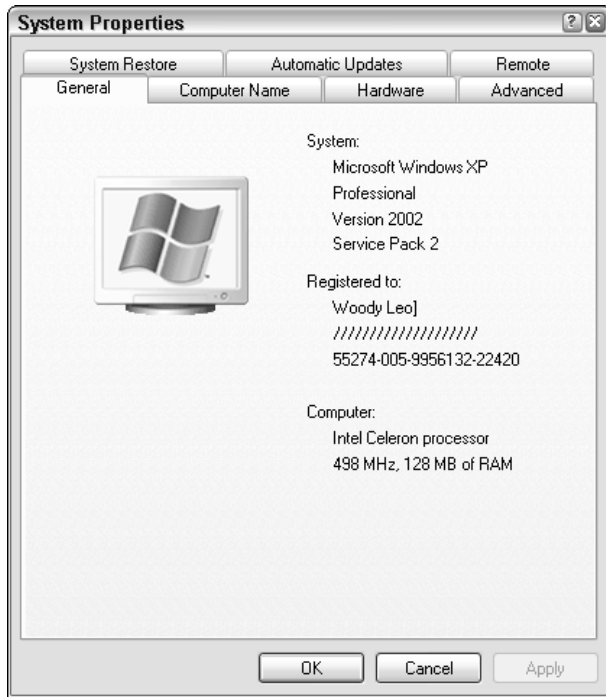 System Properties
System Restore Automatic Updates Remote
General Computer Name Hardware Advanced
System:
Microsoft Windows XP
Professional
Version 2002
Service Pack 2
Registered to:
Woody Leo]
////////////////////
55274-005-9956132-22420
Computer:
Intel Celeron processor
498 MHz, 128 MB of RAM
OK Cancel Apply